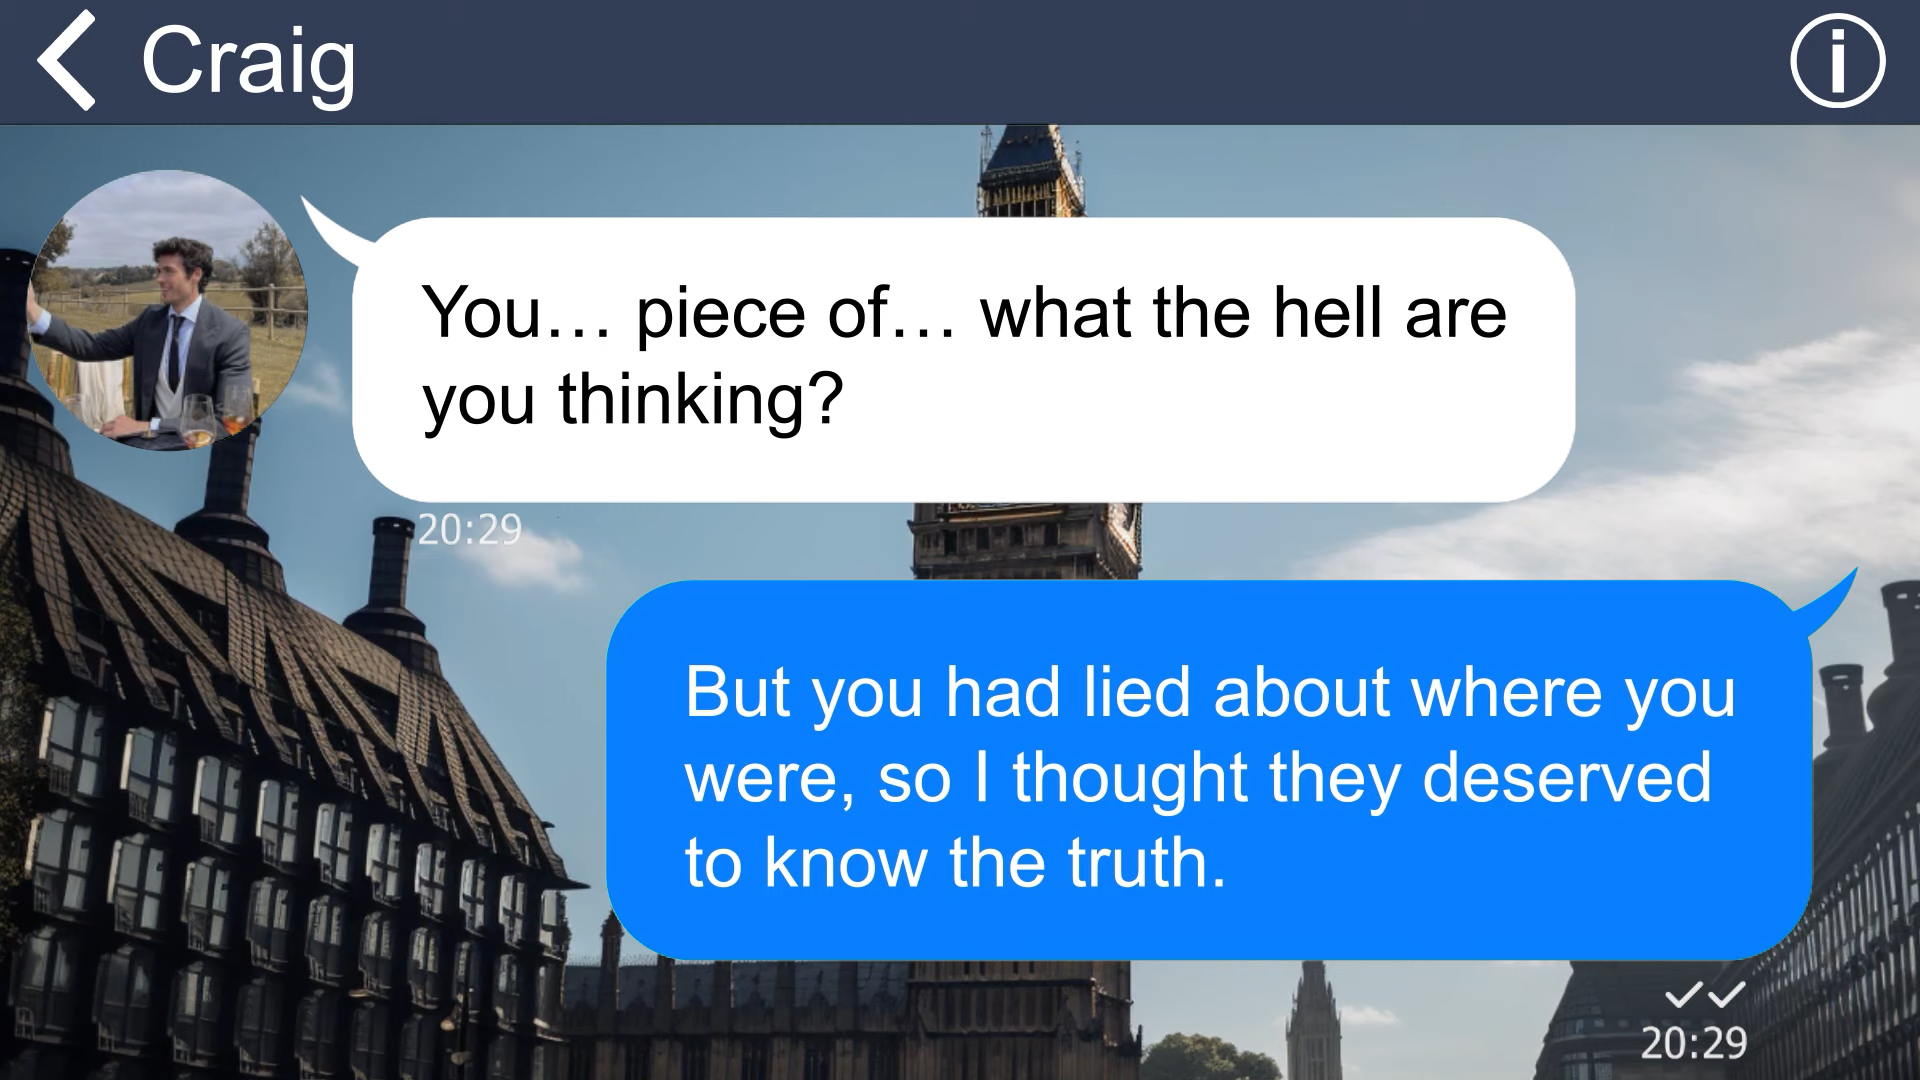 Craig
You… piece of… what the hell are
you thinking?
20:29
But you had lied about where you
were, so I thought they deserved
to know the truth.
20:29